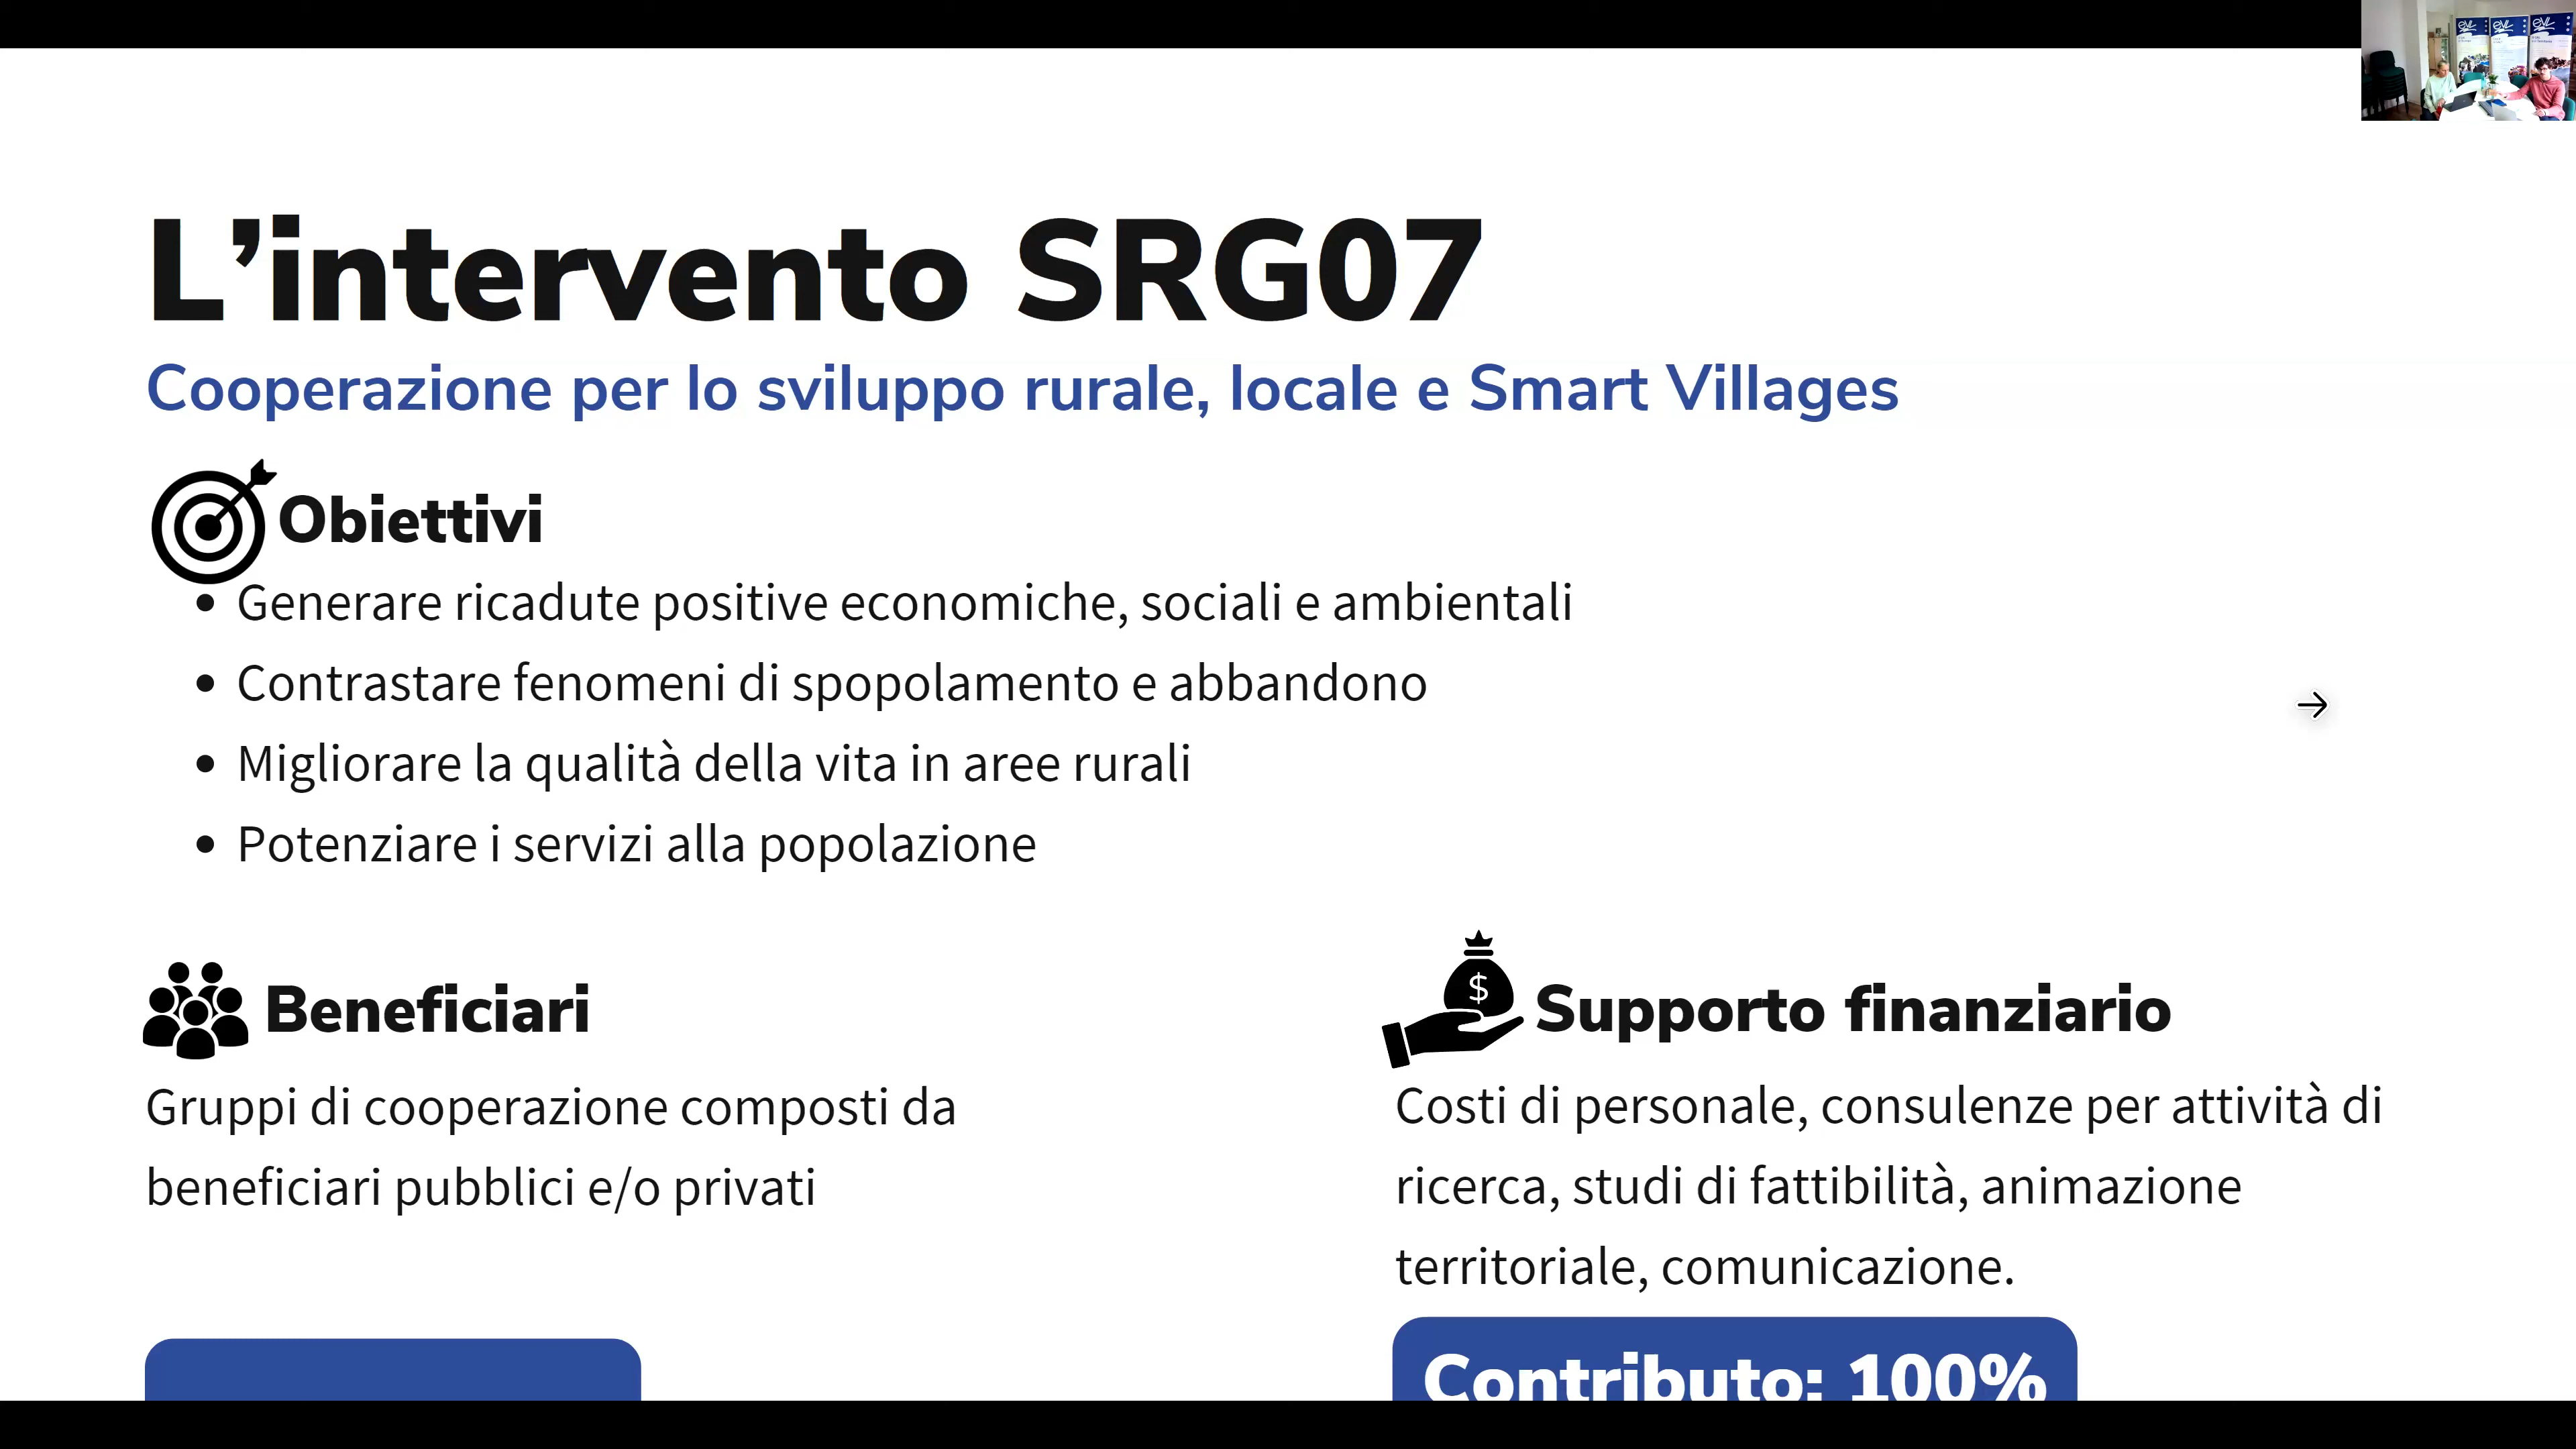 L’intervento SRG07
Cooperazione per lo sviluppo rurale, locale e Smart Villages
Obiettivi
• Generare ricadute positive economiche, sociali e ambientali
• Contrastare fenomeni di spopolamento e abbandono
• Migliorare la qualità della vita in aree rurali
• Potenziare i servizi alla popolazione
Beneficiari
Gruppi di cooperazione composti da
beneficiari pubblici e/o privati
$
Supporto finanziario
Costi di personale, consulenze per attività di
ricerca, studi di fattibilità, animazione
territoriale, comunicazione.
Contributo: 100%